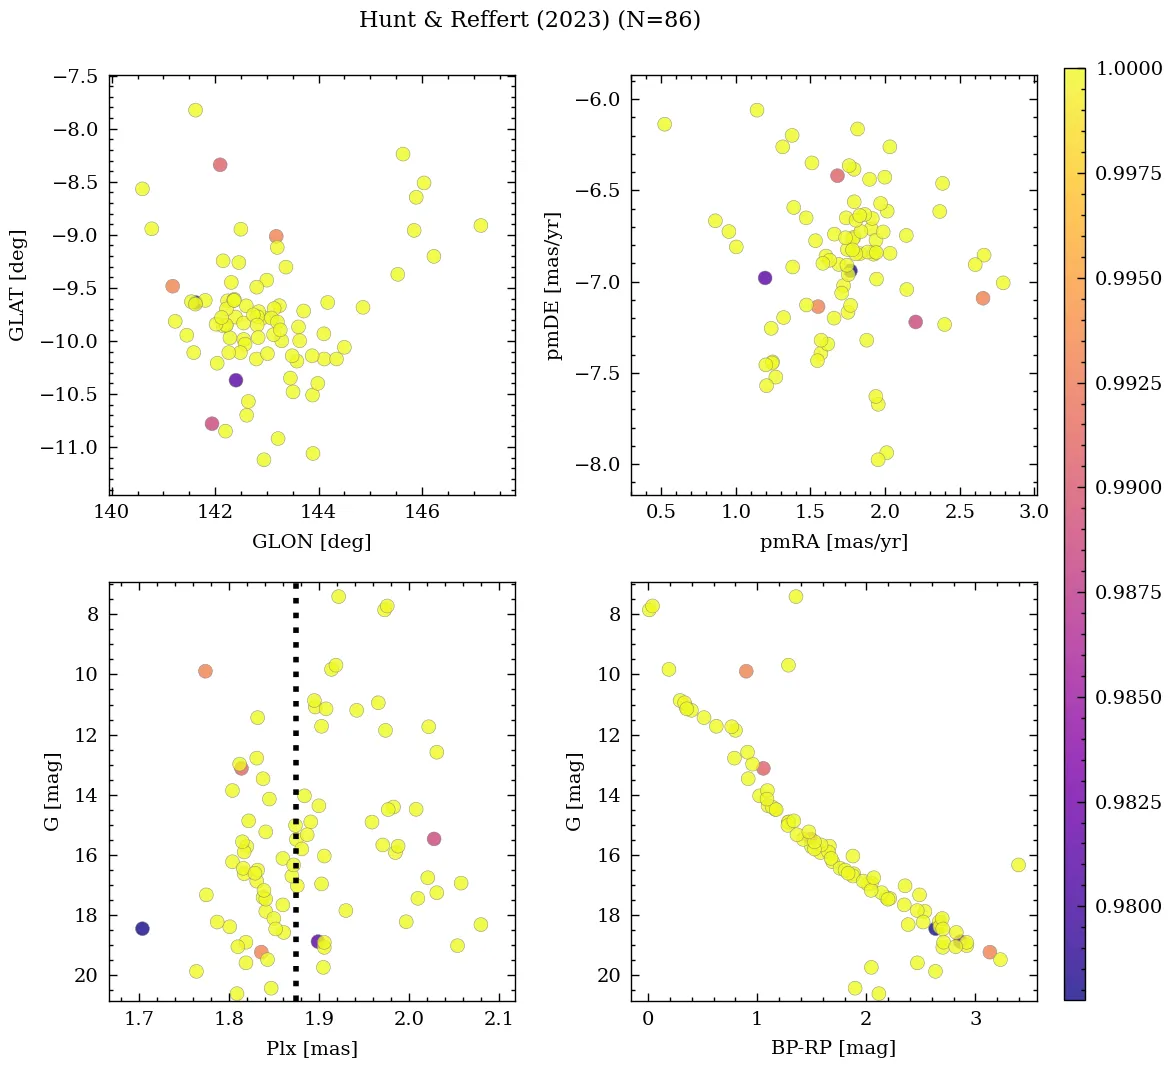 Hunt & Reffert (2023) (N=86)
−7.5
−8.0
−8.5
−9.0
−9.5
−10.0
−10.5
−11.0
GLAT [deg]
140 142 144 146
GLON [deg]
−6.0
−6.5
−7.0
−7.5
−8.0
pmDE [mas/yr]
0.5 1.0 1.5 2.0 2.5 3.0
pmRA [mas/yr]
8
10
12
14
16
18
20
G [mag]
1.7 1.8 1.9 2.0 2.1
Plx [mas]
8
10
12
14
16
18
20
G [mag]
0 1 2 3
BP-RP [mag]
1.0000
0.9975
0.9950
0.9925
0.9900
0.9875
0.9850
0.9825
0.9800